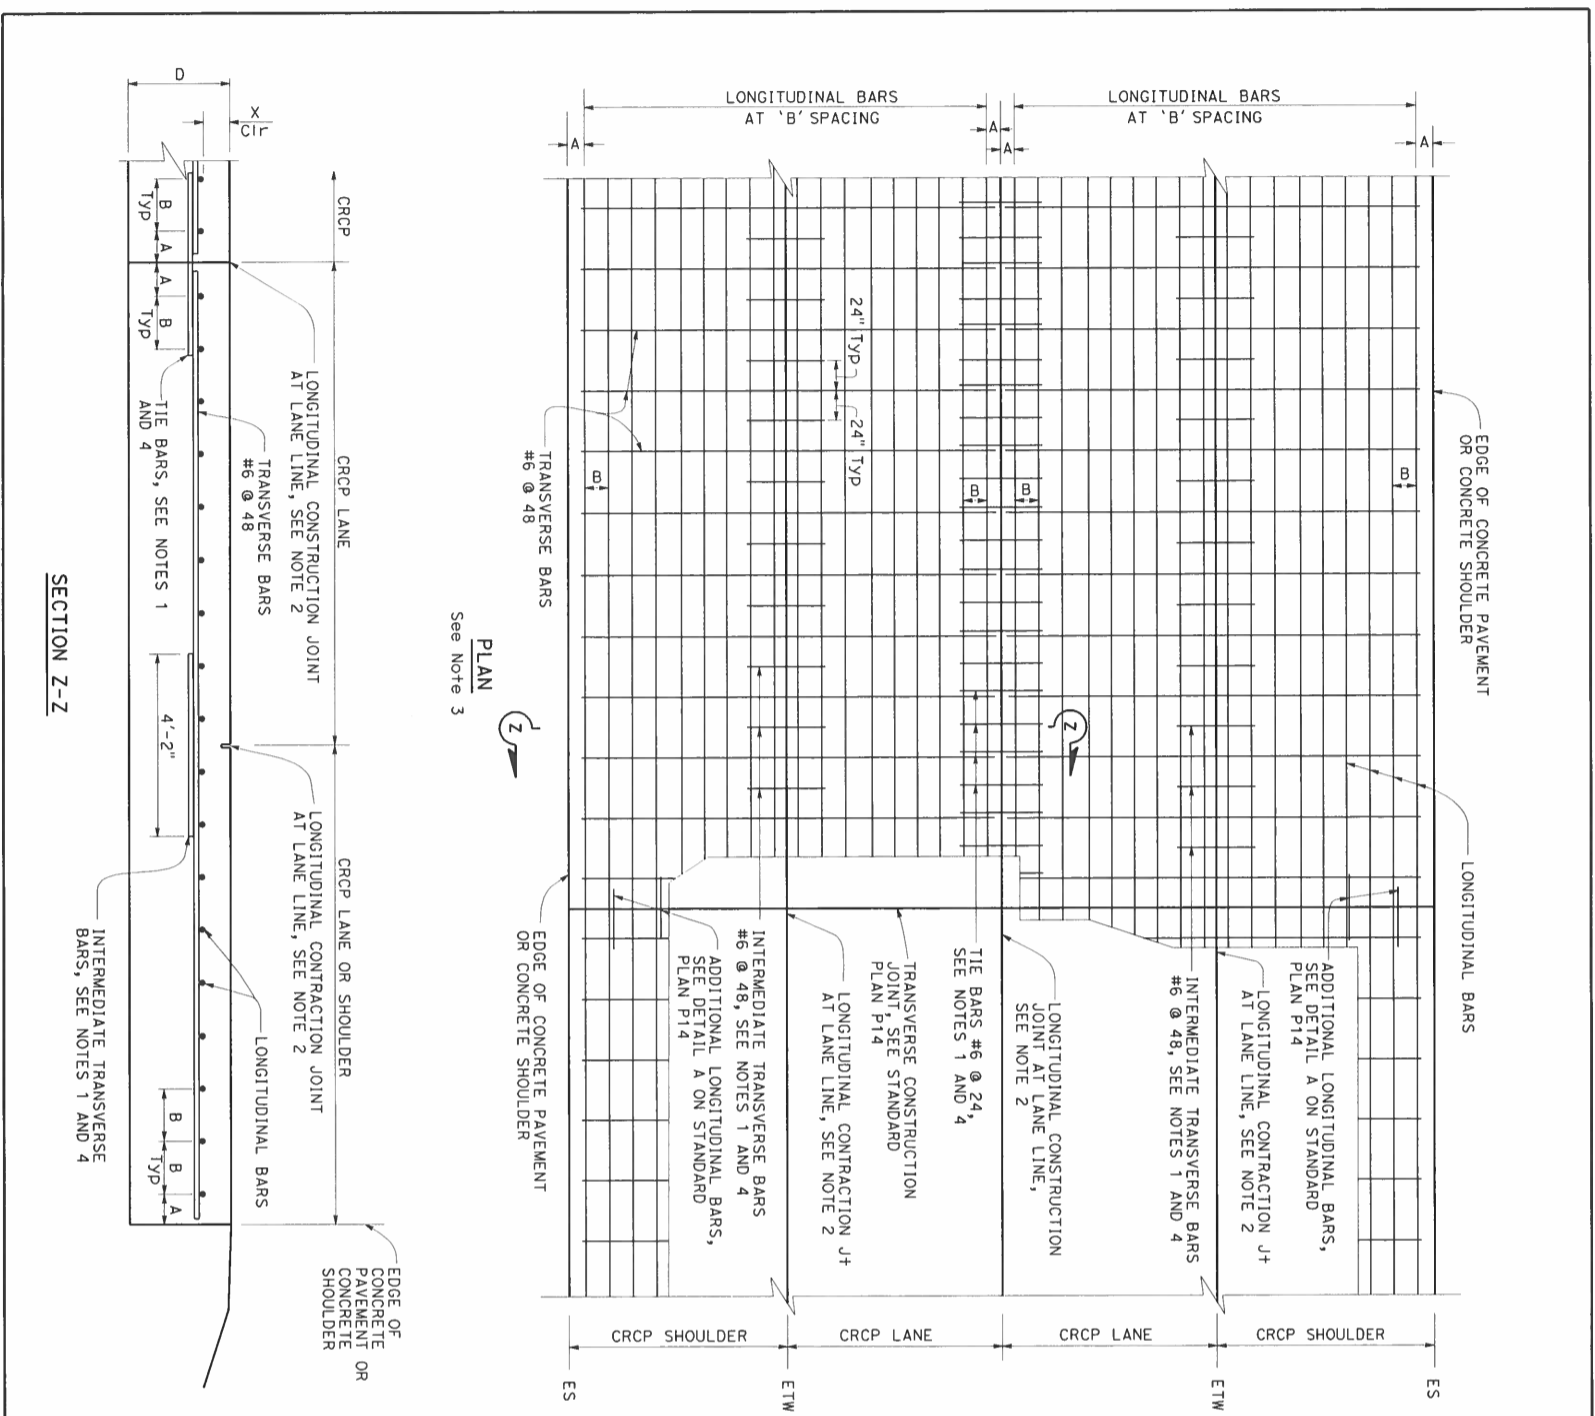 LONGITUDINAL BARS
AT 'B' SPACING
LONGITUDINAL BARS
AT 'B' SPACING
A
A
A
A
EDGE OF CONCRETE PAVEMENT
OR CONCRETE SHOULDER
B
LONGITUDINAL BARS
24" Typ
24" Typ
B
B
B
TRANSVERSE BARS
#6 @ 48
PLAN
See Note 3
Z
Z
ADDITIONAL LONGITUDINAL BARS,
SEE DETAIL A ON STANDARD
PLAN P14
LONGITUDINAL CONTRACTION Jt
AT LANE LINE, SEE NOTE 2
INTERMEDIATE TRANSVERSE BARS
#6 @ 48, SEE NOTES 1 AND 4
LONGITUDINAL CONSTRUCTION
JOINT AT LANE LINE,
SEE NOTE 2
TIE BARS #6 @ 24,
SEE NOTES 1 AND 4
TRANSVERSE CONSTRUCTION
JOINT, SEE STANDARD
PLAN P14
LONGITUDINAL CONTRACTION Jt
AT LANE LINE, SEE NOTE 2
INTERMEDIATE TRANSVERSE BARS
#6 @ 48, SEE NOTES 1 AND 4
ADDITIONAL LONGITUDINAL BARS,
SEE DETAIL A ON STANDARD
PLAN P14
EDGE OF CONCRETE PAVEMENT
OR CONCRETE SHOULDER
CRCP SHOULDER
CRCP LANE
CRCP LANE
CRCP SHOULDER
ES
ETW
ETW
ES
D
X
Clr
CRCP
CRCP LANE
CRCP LANE OR SHOULDER
B
Typ
A
A
B
Typ
LONGITUDINAL CONSTRUCTION JOINT
AT LANE LINE, SEE NOTE 2
TRANSVERSE BARS
#6 @ 48
TIE BARS, SEE NOTES 1
AND 4
4'-2"
LONGITUDINAL CONTRACTION JOINT
AT LANE LINE, SEE NOTE 2
INTERMEDIATE TRANSVERSE
BARS, SEE NOTES 1 AND 4
LONGITUDINAL BARS
B
B
Typ
A
EDGE OF
CONCRETE
PAVEMENT OR
CONCRETE
SHOULDER
SECTION Z-Z